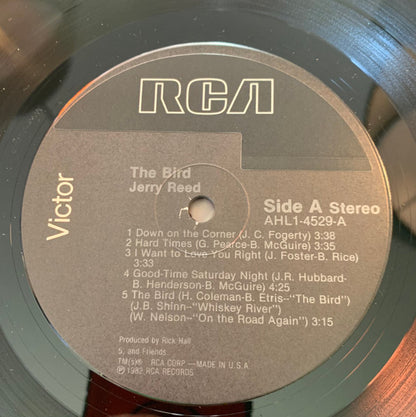 RCA
Victor
The Bird
Jerry Reed
Side A Stereo
AHL1-4529-A
1 Down on the Corner (J. C. Fogerty) 3:38
2 Hard Times (G. Pearce-B. McGuire) 3:35
3 I Want to Love You Right (J. Foster-B. Rice)
3:33
4 Good-Time Saturday Night (J.R. Hubbard-
B. Henderson-B. McGuire) 4:25
5 The Bird (H. Coleman-B. Etris--"The Bird")
(J.B. Shinn--"Whiskey River")
(W. Nelson--"On the Road Again") 3:15
Produced by Rick Hall
5, and Friends
TM(s)® RCA CORP—MADE IN U.S.A.
Ⓟ 1982 RCA RECORDS